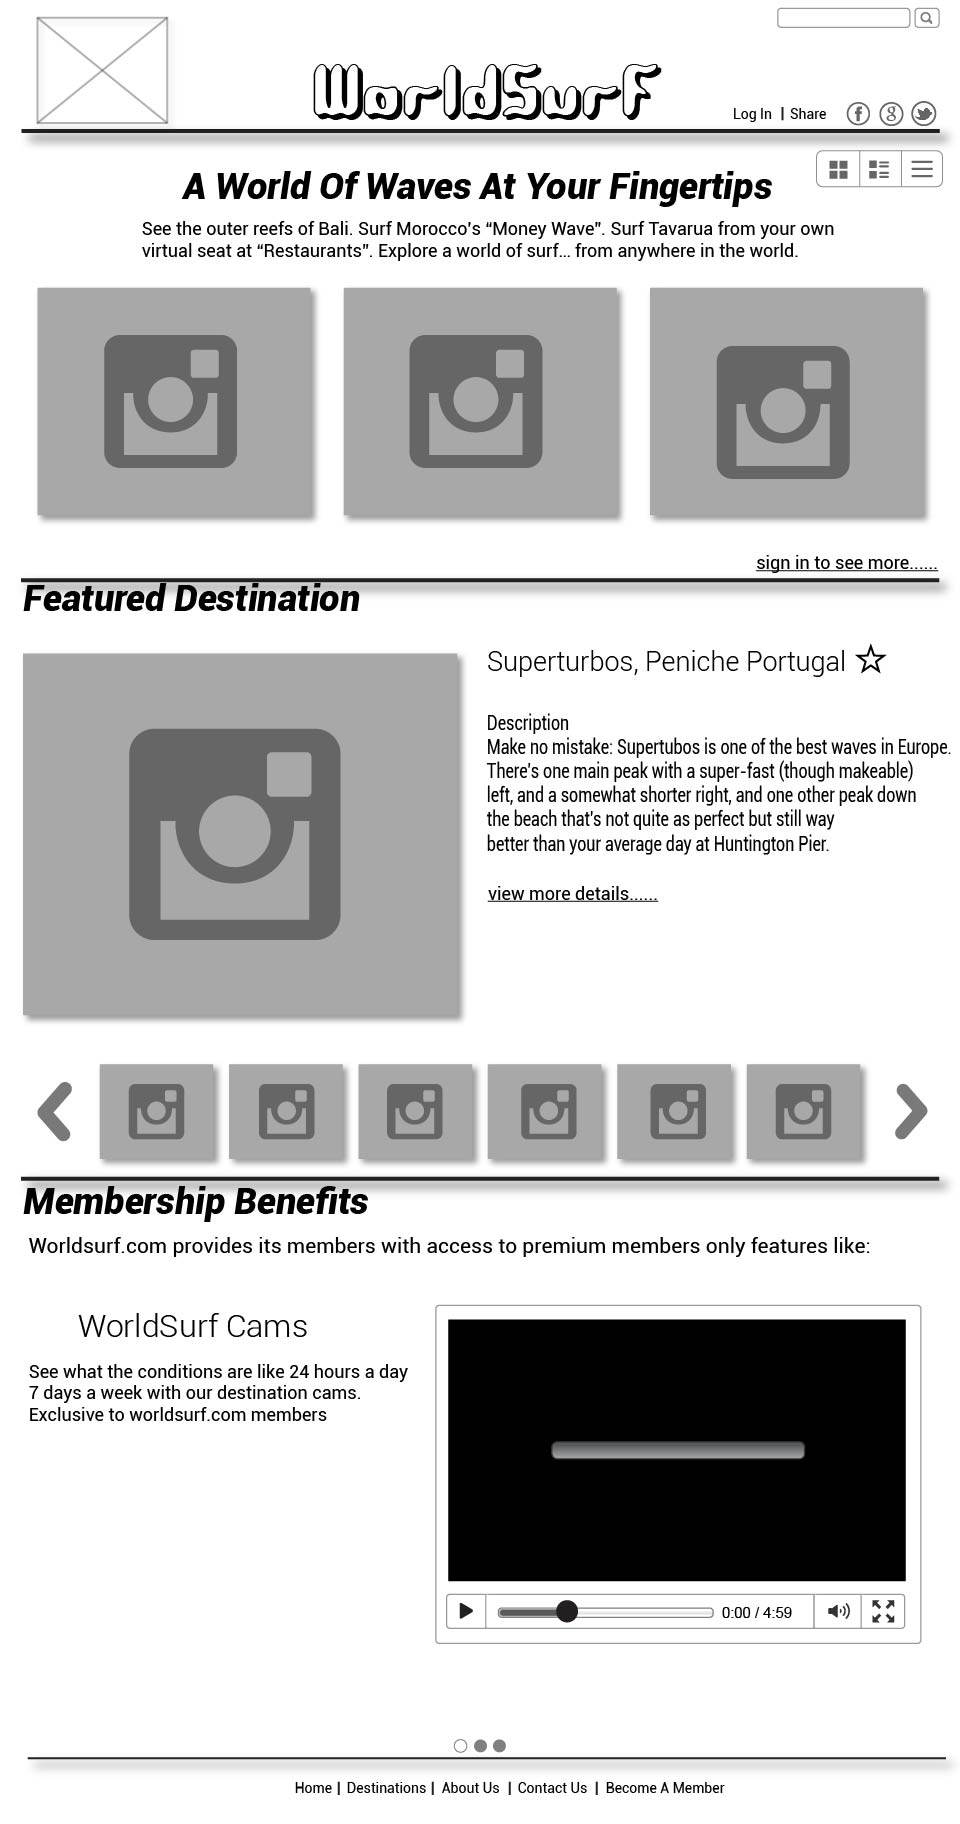 WorldSurf
Log In | Share
A World Of Waves At Your Fingertips
See the outer reefs of Bali. Surf Morocco's “Money Wave”. Surf Tavarua from your own
virtual seat at “Restaurants”. Explore a world of surf... from anywhere in the world.
sign in to see more......
Featured Destination
Superturbos, Peniche Portugal
Description
Make no mistake: Supertubos is one of the best waves in Europe.
There's one main peak with a super-fast (though makeable)
left, and a somewhat shorter right, and one other peak down
the beach that's not quite as perfect but still way
better than your average day at Huntington Pier.
view more details......
Membership Benefits
Worldsurf.com provides its members with access to premium members only features like:
WorldSurf Cams
See what the conditions are like 24 hours a day
7 days a week with our destination cams.
Exclusive to worldsurf.com members
0:00 / 4:59
Home | Destinations | About Us | Contact Us | Become A Member